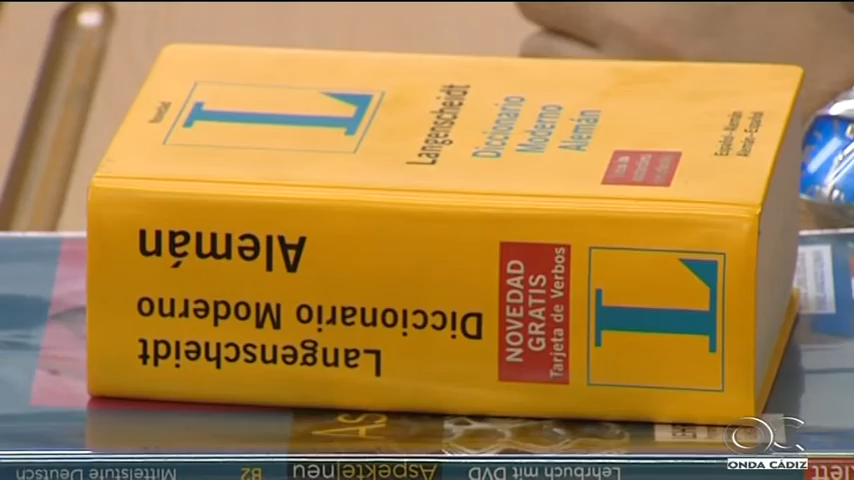 L
Langenscheidt
Diccionario
Moderno
Alemán
Español-Alemán
Alemán-Español
Langenscheidt
Diccionario Moderno
Alemán
NOVEDAD
GRATIS
Tarjeta de Verbos
L
Lehrbuch mit DVD
Aspekte|neu
B2
Mittelstufe Deutsch
lett
ONDA CÁDIZ